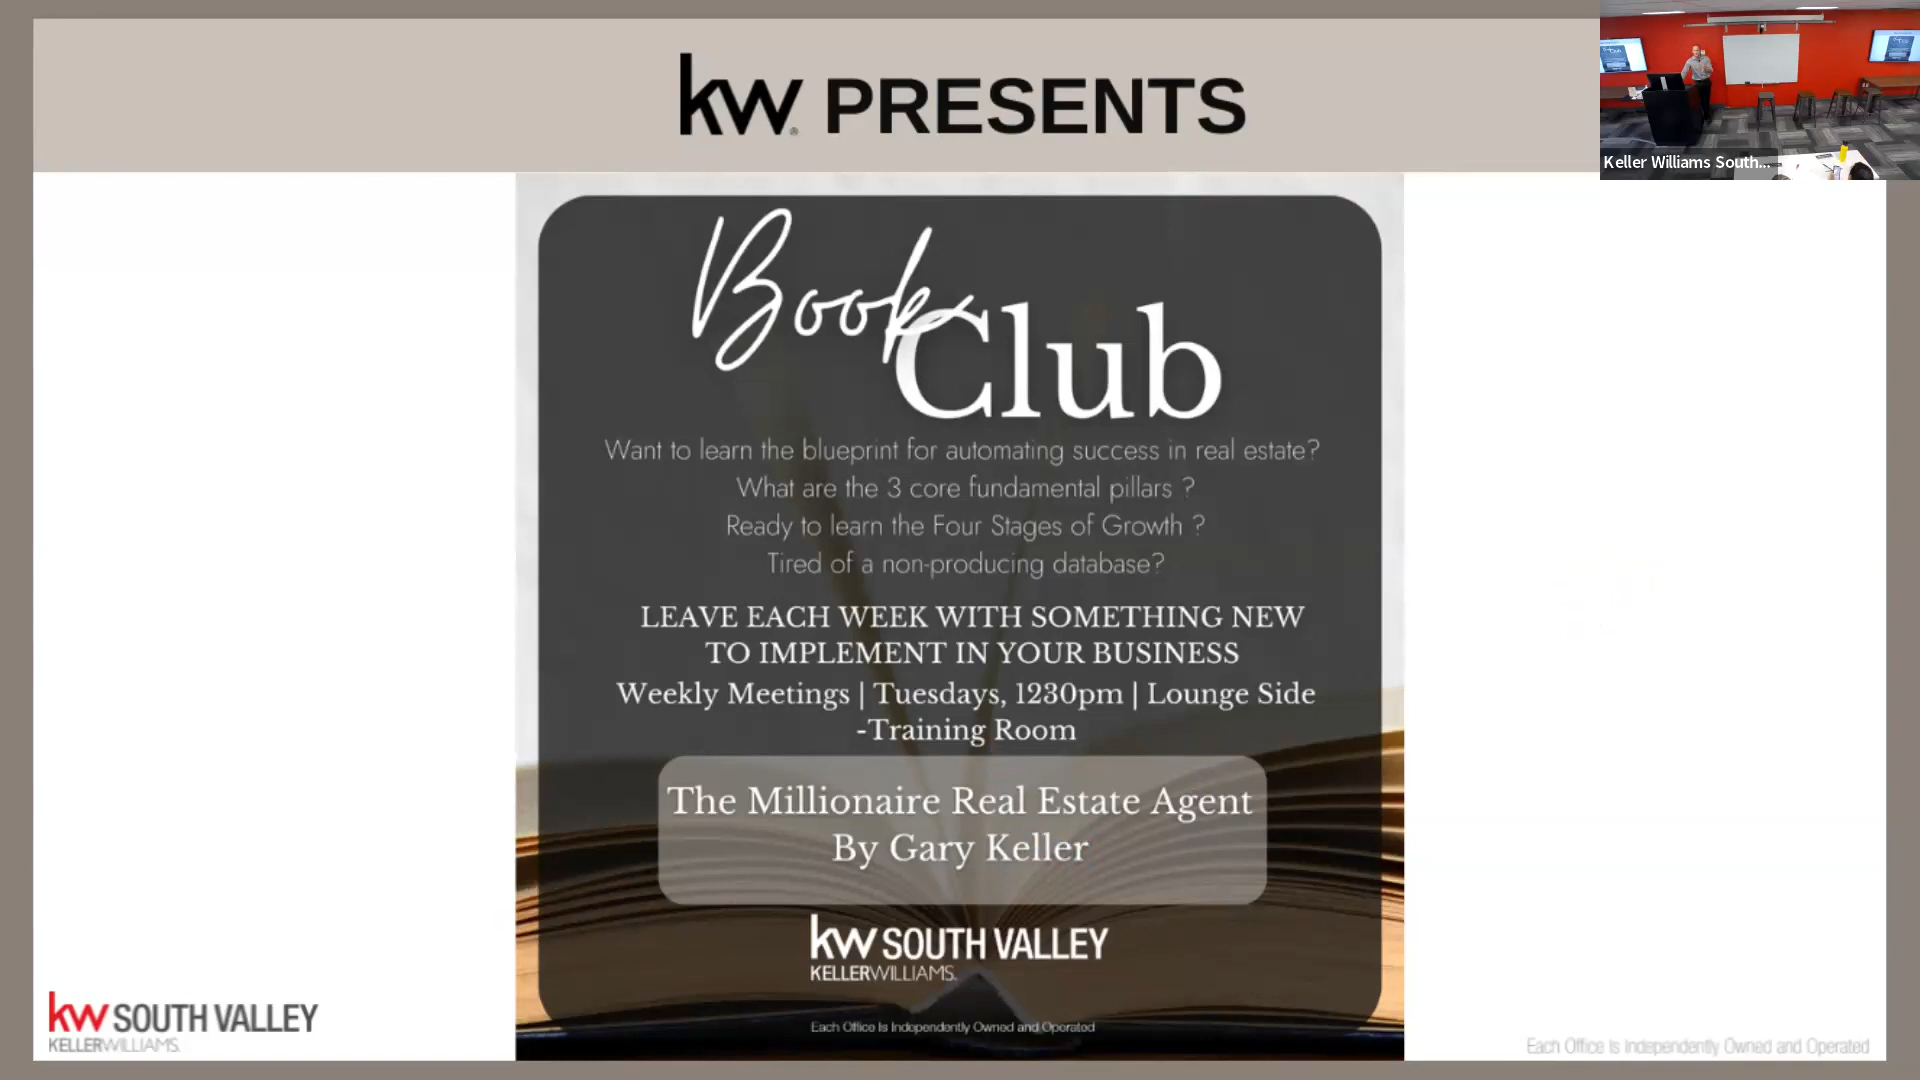 kw PRESENTS
Keller Williams South...
Book
Club
Want to learn the blueprint for automating success in real estate?
What are the 3 core fundamental pillars ?
Ready to learn the Four Stages of Growth ?
Tired of a non-producing database?
LEAVE EACH WEEK WITH SOMETHING NEW
TO IMPLEMENT IN YOUR BUSINESS
Weekly Meetings | Tuesdays, 1230pm | Lounge Side
-Training Room
The Millionaire Real Estate Agent
By Gary Keller
kw SOUTH VALLEY
KELLERWILLIAMS.
Each Office Is Independently Owned and Operated
kw SOUTH VALLEY
KELLERWILLIAMS.
Each Office Is Independently Owned and Operated